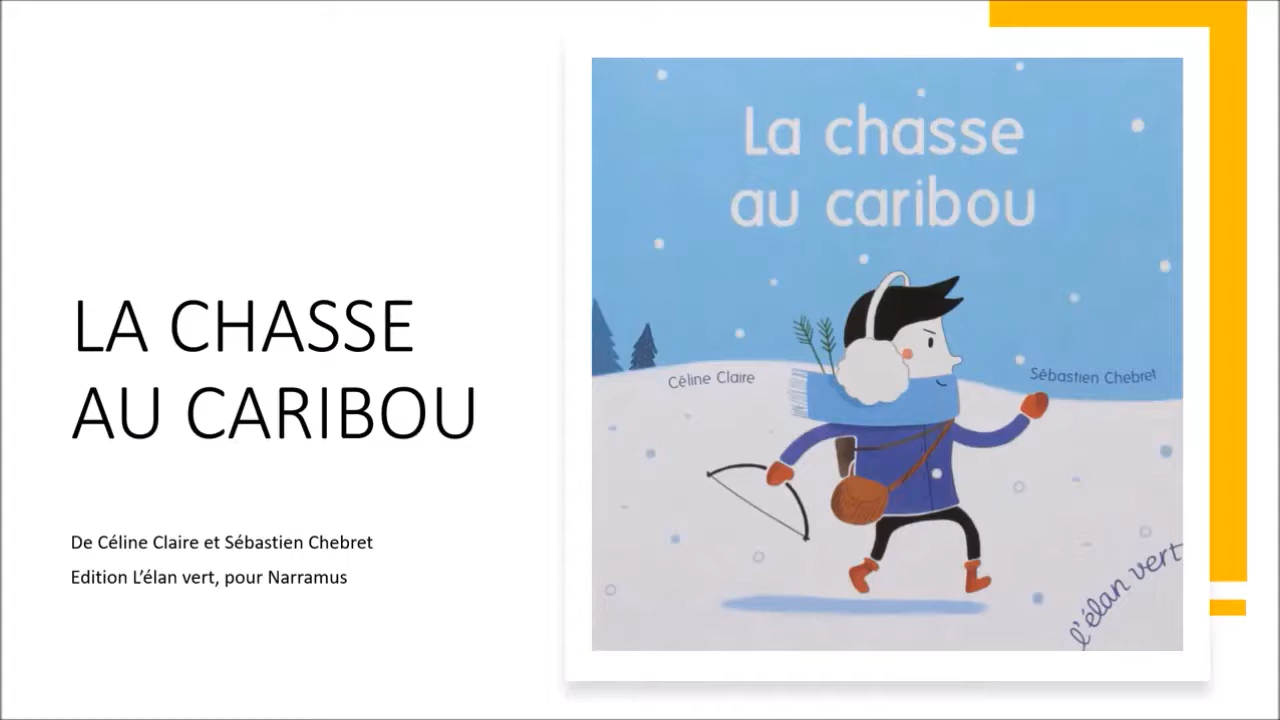 LA CHASSE
AU CARIBOU
De Céline Claire et Sébastien Chebret
Edition L’élan vert, pour Narramus
La chasse
au caribou
Céline Claire
Sébastien Chebret
l'élan vert